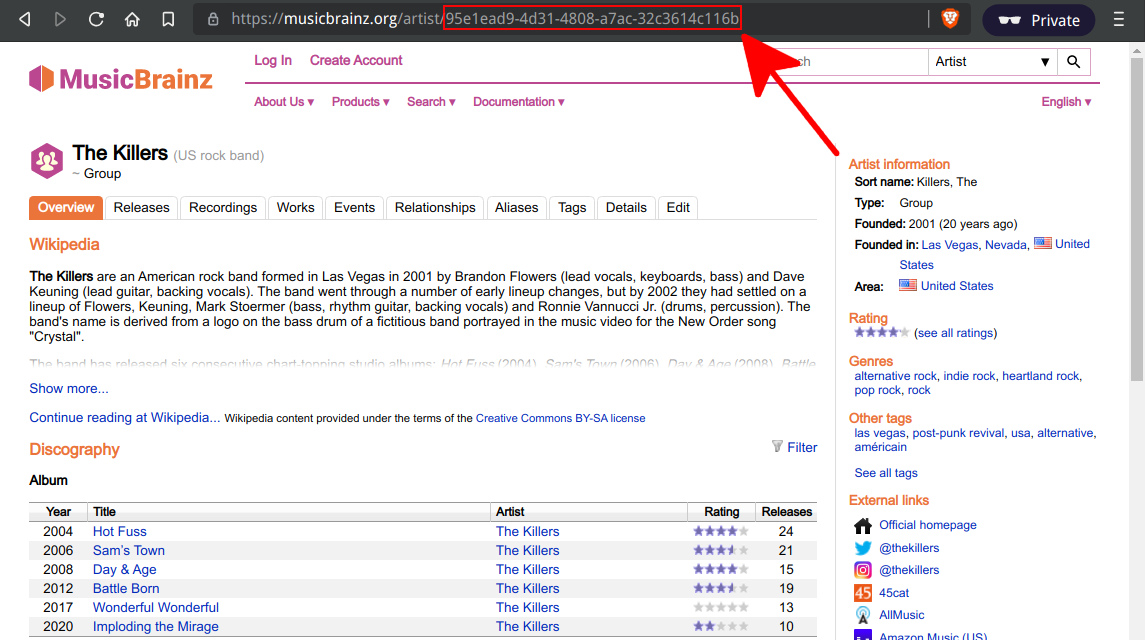 https://musicbrainz.org/artist/95e1ead9-4d31-4808-a7ac-32c3614c116b
Private
MusicBrainz
Log In Create Account
Artist ▼
About Us ▾ Products ▾ Search ▾ Documentation ▾
English ▾
The Killers (US rock band)
~ Group
Overview Releases Recordings Works Events Relationships Aliases Tags Details Edit
Wikipedia
The Killers are an American rock band formed in Las Vegas in 2001 by Brandon Flowers (lead vocals, keyboards, bass) and Dave
Keuning (lead guitar, backing vocals). The band went through a number of early lineup changes, but by 2002 they had settled on a
lineup of Flowers, Keuning, Mark Stoermer (bass, rhythm guitar, backing vocals) and Ronnie Vannucci Jr. (drums, percussion). The
band's name is derived from a logo on the bass drum of a fictitious band portrayed in the music video for the New Order song
"Crystal".
The band has released six consecutive chart-topping studio albums: Hot Fuss (2004), Sam's Town (2006), Day & Age (2008), Battle
Show more...
Continue reading at Wikipedia... Wikipedia content provided under the terms of the Creative Commons BY-SA license
Discography
Filter
Album
Year Title Artist Rating Releases
2004 Hot Fuss The Killers 24
2006 Sam’s Town The Killers 21
2008 Day & Age The Killers 15
2012 Battle Born The Killers 19
2017 Wonderful Wonderful The Killers 13
2020 Imploding the Mirage The Killers 10
Artist information
Sort name: Killers, The
Type: Group
Founded: 2001 (20 years ago)
Founded in: Las Vegas, Nevada, United
States
Area: United States
Rating
(see all ratings)
Genres
alternative rock, indie rock, heartland rock,
pop rock, rock
Other tags
las vegas, post-punk revival, usa, alternative,
américain
See all tags
External links
Official homepage
@thekillers
@thekillers
45 45cat
AllMusic
Amazon Music (US)